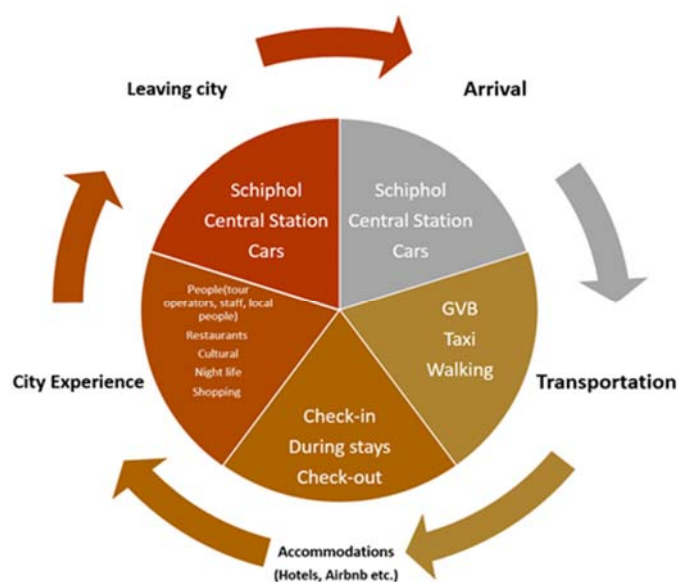 Leaving city
Arrival
Schiphol
Central Station
Cars
Schiphol
Central Station
Cars
People(tour
operators, staff, local
people)
Restaurants
Cultural
Night life
Shopping
GVB
Taxi
Walking
City Experience
Transportation
Check-in
During stays
Check-out
Accommodations
(Hotels, Airbnb etc.)